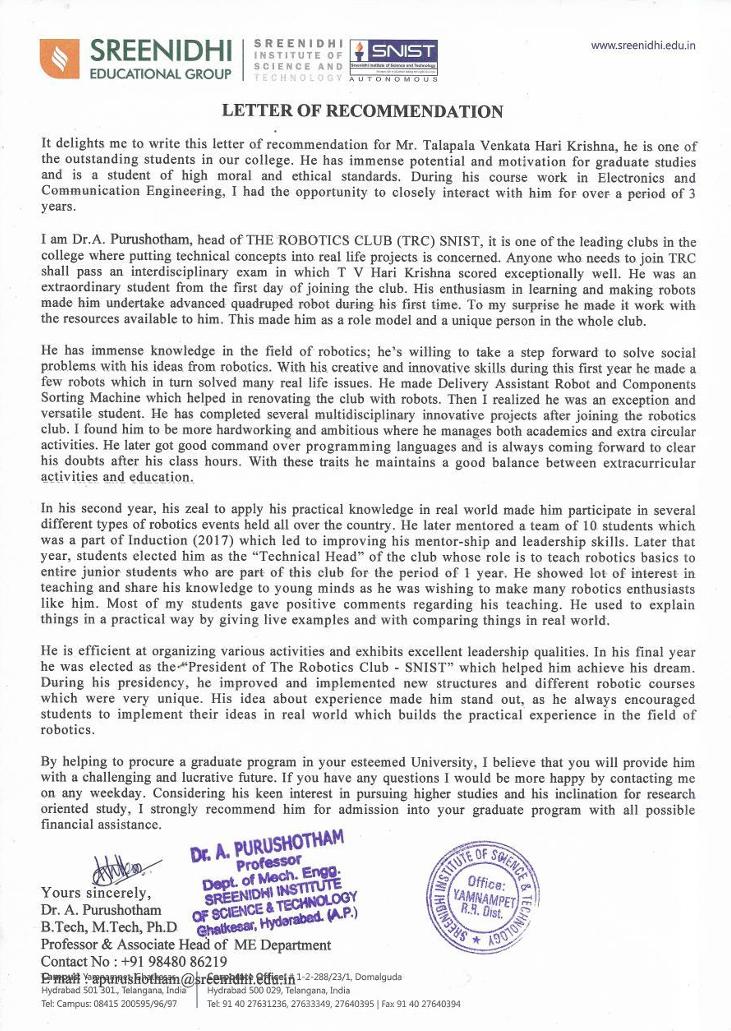 SREENIDHI
EDUCATIONAL GROUP
SREENIDHI
INSTITUTE OF
SCIENCE AND
TECHNOLOGY
SNIST
Sreenidhi Institute of Science and Technology
AUTONOMOUS
www.sreenidhi.edu.in
LETTER OF RECOMMENDATION
It delights me to write this letter of recommendation for Mr. Talapala Venkata Hari Krishna, he is one of
the outstanding students in our college. He has immense potential and motivation for graduate studies
and is a student of high moral and ethical standards. During his course work in Electronics and
Communication Engineering, I had the opportunity to closely interact with him for over a period of 3
years.
I am Dr.A. Purushotham, head of THE ROBOTICS CLUB (TRC) SNIST, it is one of the leading clubs in the
college where putting technical concepts into real life projects is concerned. Anyone who needs to join TRC
shall pass an interdisciplinary exam in which T V Hari Krishna scored exceptionally well. He was an
extraordinary student from the first day of joining the club. His enthusiasm in learning and making robots
made him undertake advanced quadruped robot during his first time. To my surprise he made it work with
the resources available to him. This made him as a role model and a unique person in the whole club.
He has immense knowledge in the field of robotics; he's willing to take a step forward to solve social
problems with his ideas from robotics. With his creative and innovative skills during this first year he made a
few robots which in turn solved many real life issues. He made Delivery Assistant Robot and Components
Sorting Machine which helped in renovating the club with robots. Then I realized he was an exception and
versatile student. He has completed several multidisciplinary innovative projects after joining the robotics
club. I found him to be more hardworking and ambitious where he manages both academics and extra circular
activities. He later got good command over programming languages and is always coming forward to clear
his doubts after his class hours. With these traits he maintains a good balance between extracurricular
activities and education.
In his second year, his zeal to apply his practical knowledge in real world made him participate in several
different types of robotics events held all over the country. He later mentored a team of 10 students which
was a part of Induction (2017) which led to improving his mentor-ship and leadership skills. Later that
year, students elected him as the “Technical Head” of the club whose role is to teach robotics basics to
entire junior students who are part of this club for the period of 1 year. He showed lot of interest in
teaching and share his knowledge to young minds as he was wishing to make many robotics enthusiasts
like him. Most of my students gave positive comments regarding his teaching. He used to explain
things in a practical way by giving live examples and with comparing things in real world.
He is efficient at organizing various activities and exhibits excellent leadership qualities. In his final year
he was elected as the “President of The Robotics Club - SNIST” which helped him achieve his dream.
During his presidency, he improved and implemented new structures and different robotic courses
which were very unique. His idea about experience made him stand out, as he always encouraged
students to implement their ideas in real world which builds the practical experience in the field of
robotics.
By helping to procure a graduate program in your esteemed University, I believe that you will provide him
with a challenging and lucrative future. If you have any questions I would be more happy by contacting me
on any weekday. Considering his keen interest in pursuing higher studies and his inclination for research
oriented study, I strongly recommend him for admission into your graduate program with all possible
financial assistance.
Dr. A. PURUSHOTHAM
Professor
Dept. of Mech. Engg.
SREENIDHI INSTITUTE
OF SCIENCE & TECHNOLOGY
Ghatkesar, Hyderabad. (A.P.)
SREENIDHI INSTITUTE OF SCIENCE & TECHNOLOGY
Office:
YAMNAMPET
R.R. Dist.
Yours sincerely,
Dr. A. Purushotham
B.Tech, M.Tech, Ph.D
Professor & Associate Head of ME Department
Contact No : +91 98480 86219
E-mail : apurushotham@sreenidhi.edu.in
Campus: Yamnampet, Ghatkesar
Hydrabad 501 301., Telangana, India
Tel: Campus: 08415 200595/96/97
Corporate Office: # 1-2-288/23/1, Domalguda
Hydrabad 500 029, Telangana, India
Tel: 91 40 27631236, 27633349, 27640395 | Fax 91 40 27640394